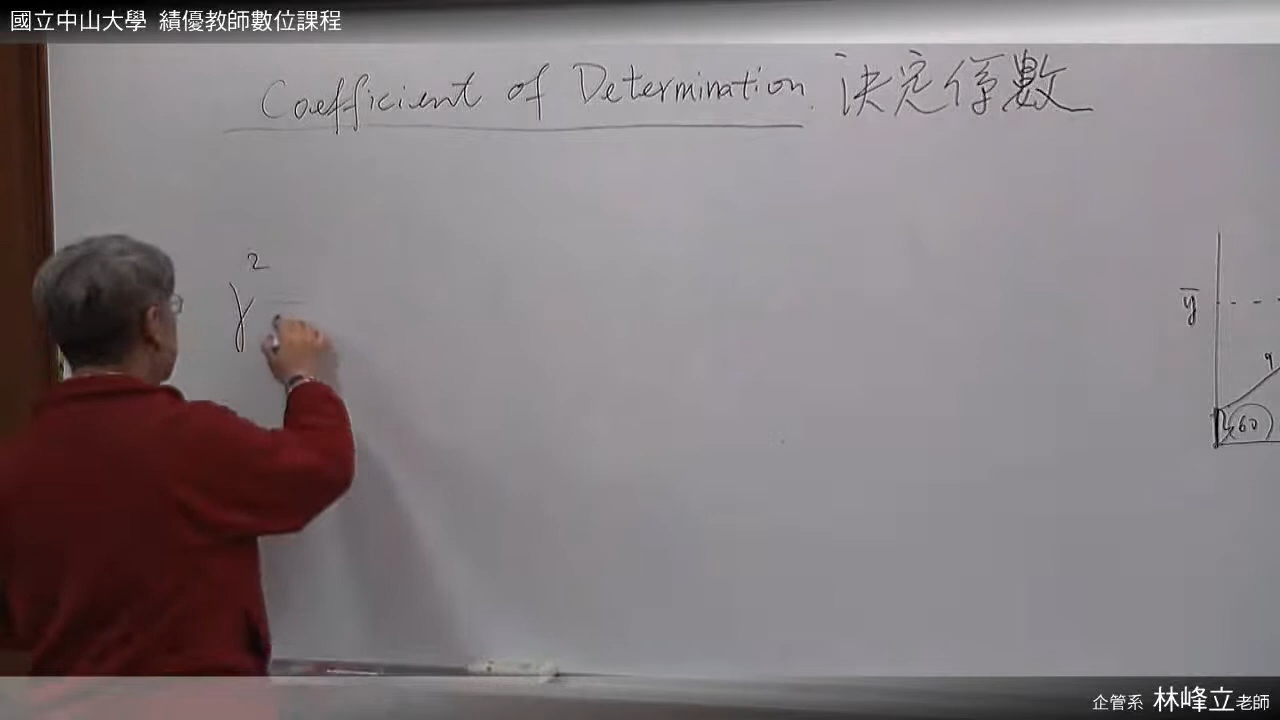 國立中山大學 績優教師數位課程
Coefficient of Determination. 決定係數
r² =
ȳ
60
企管系 林峰立老師